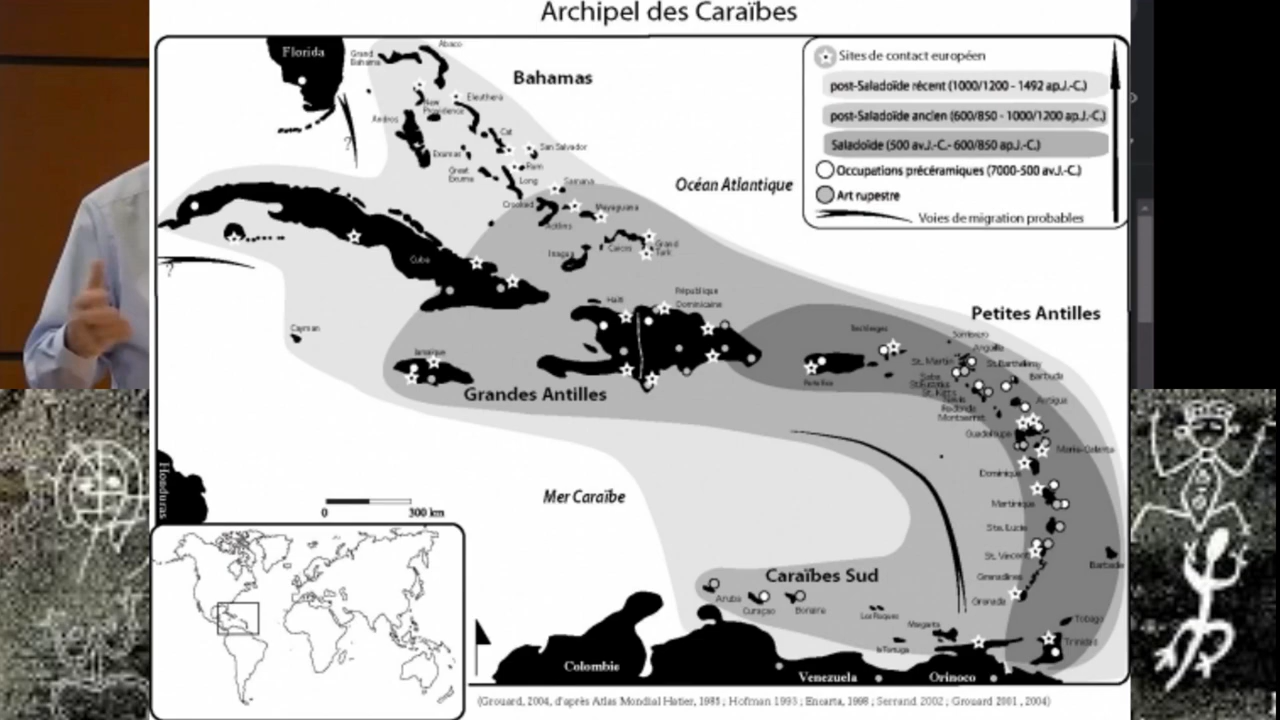 Archipel des Caraïbes
Florida
Grand
Bahama
Abaco
Bahamas
New
Providence
Eleuthera
Andros
Cat
Exumas
San Salvador
Great
Exuma
Rum
Long
Samana
Crooked
Mayaguana
Acklins
Inagua
Caicos
Grand
Turk
?
?
Océan Atlantique
Sites de contact européen
post-Saladoïde récent (1000/1200 - 1492 ap.J.-C.)
post-Saladoïde ancien (600/850 - 1000/1200 ap.J.-C.)
Saladoïde (500 av.J.-C.- 600/850 ap.J.-C.)
Occupations précéramiques (7000-500 av.J.-C.)
Art rupestre
Voies de migration probables
Cuba
Cayman
Jamaïque
Haïti
République
Dominicaine
Grandes Antilles
Porto Rico
Petites Antilles
Sombrero
Anguilla
St. Martin
St. Barthélemy
Saba
Barbuda
St. Kitts
Antigua
Redonda
Montserrat
Guadeloupe
Marie-Galante
Dominique
Martinique
Ste. Lucie
St. Vincent
Barbade
Grenadines
Grenada
Tobago
Trinidad
Mer Caraïbe
Honduras
0
300 km
Caraïbes Sud
Aruba
Curaçao
Bonaire
Los Roques
Margarita
la Tortuga
Colombie
Venezuela
Orinoco
(Grouard, 2004, d'après Atlas Mondial Hatier, 1985 ; Hofman 1993 ; Encarta, 1998 ; Serrand 2002 ; Grouard 2001 , 2004)